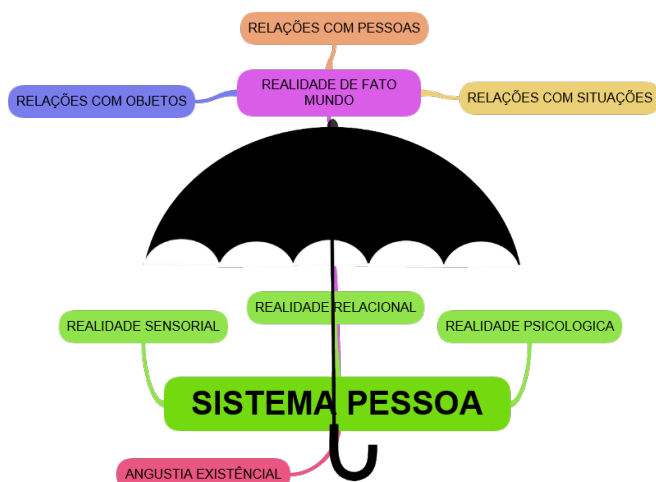 RELAÇÕES COM PESSOAS
RELAÇÕES COM OBJETOS
REALIDADE DE FATO
MUNDO
RELAÇÕES COM SITUAÇÕES
REALIDADE SENSORIAL
REALIDADE RELACIONAL
REALIDADE PSICOLOGICA
SISTEMA PESSOA
ANGUSTIA EXISTÊNCIAL